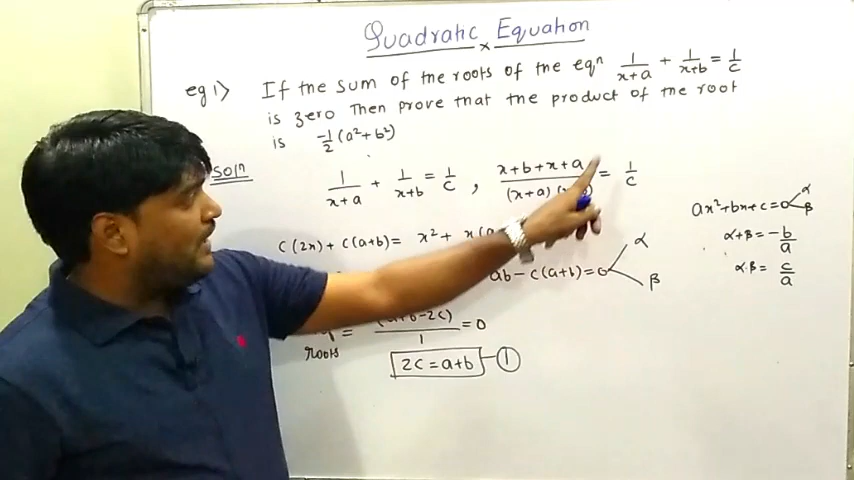 Quadratic Equation
eg 1) If the sum of the roots of the eqn 1/(x+a) + 1/(x+b) = 1/c
is zero Then prove that the product of the root
is -1/2 (a²+b²)
Soln
1/(x+a) + 1/(x+b) = 1/c , (x+b+x+a)/((x+a)(x = 1/c
c(2x) + c(a+b) = x² + x(a
ab - c(a+b) = 0 α β
roots = (a+b-2c)/1 = 0
2c = a+b 1
ax²+bx+c=0 α β
α+β = -b/a
α.β = c/a